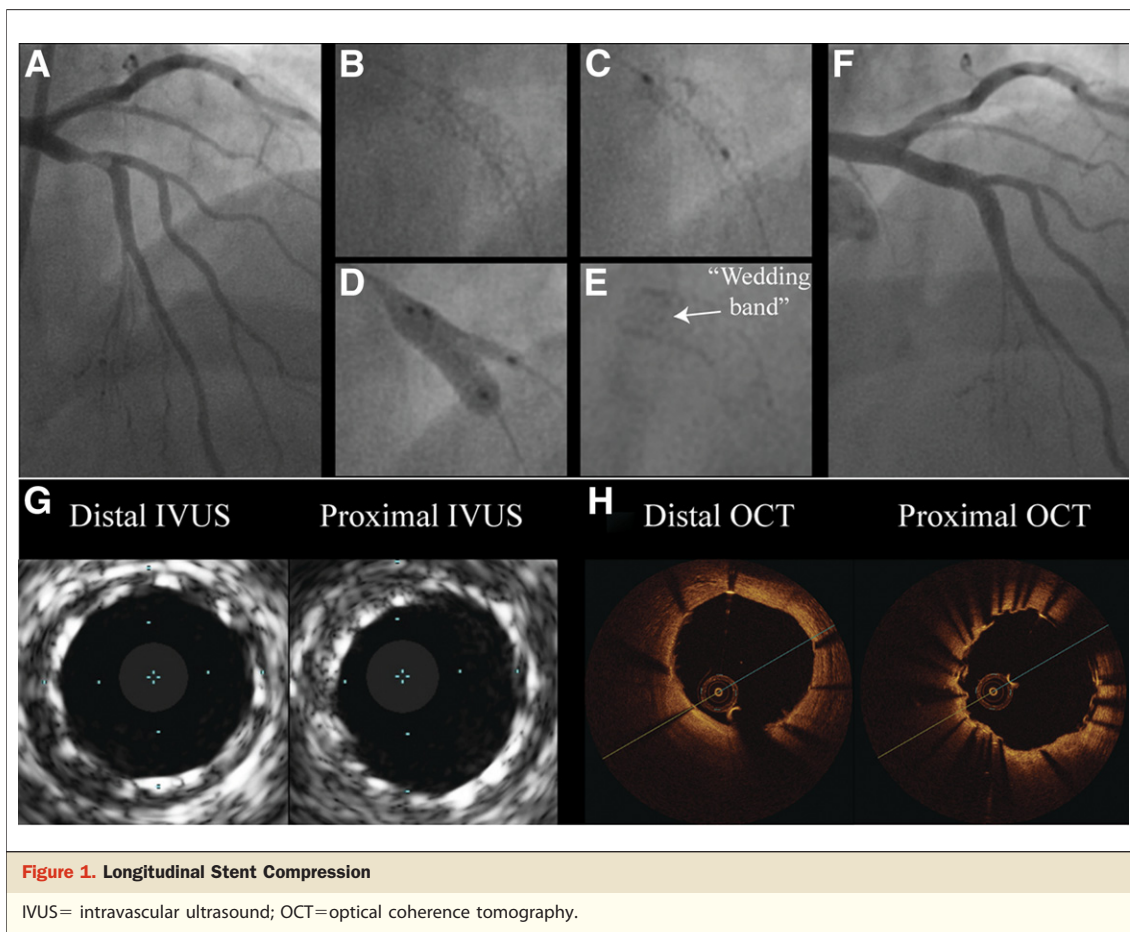 A
B
C
F
D
E
"Wedding
band"
G
Distal IVUS
Proximal IVUS
H
Distal OCT
Proximal OCT
Figure 1. Longitudinal Stent Compression
IVUS= intravascular ultrasound; OCT=optical coherence tomography.